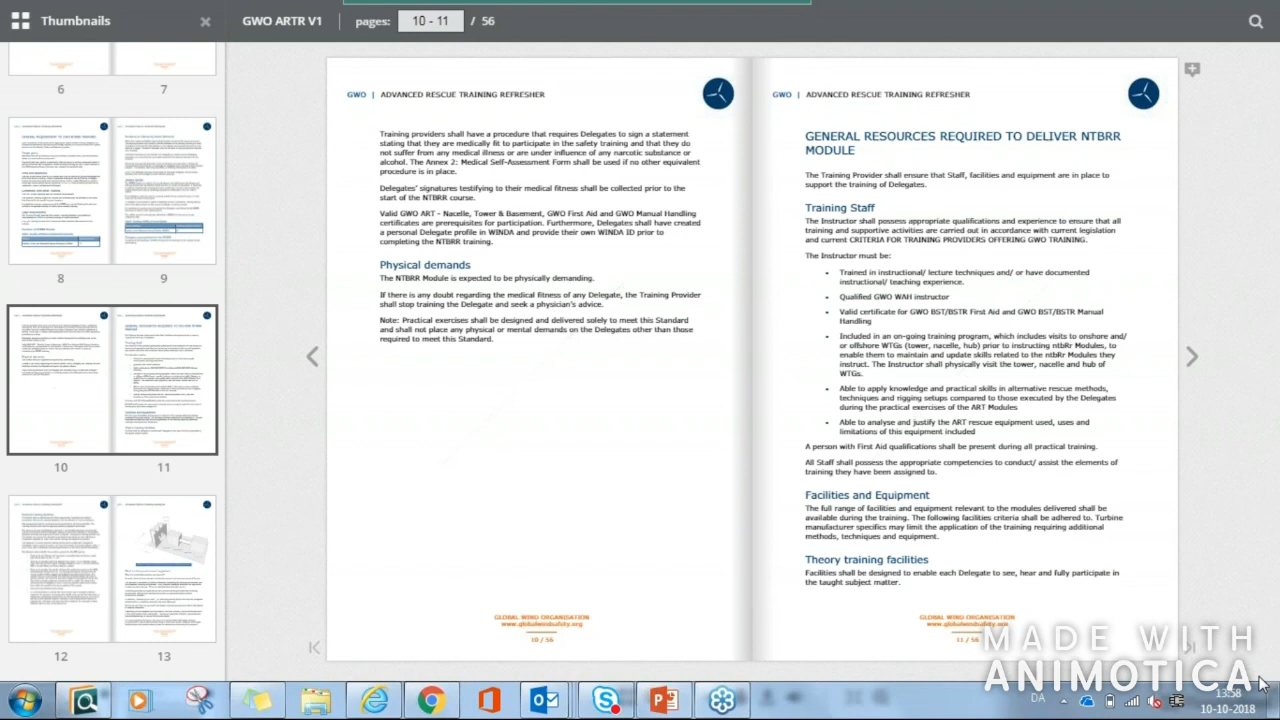 Thumbnails
GWO ARTR V1
pages:
10 - 11
/ 56
6
7
8
9
10
11
12
13
GWO | ADVANCED RESCUE TRAINING REFRESHER
Training providers shall have a procedure that requires Delegates to sign a statement
stating that they are medically fit to participate in the safety training and that they do
not suffer from any medical illness or are under influence of any narcotic substance or
alcohol. The Annex 2: Medical Self-Assessment Form shall be used if no other equivalent
procedure is in place.
Delegates' signatures testifying to their medical fitness shall be collected prior to the
start of the NTBRR course.
Valid GWO ART - Nacelle, Tower & Basement, GWO First Aid and GWO Manual Handling
certificates are prerequisites for participation. Furthermore, Delegates shall have created
a personal Delegate profile in WINDA and provide their own WINDA ID prior to
completing the NTBRR training.
Physical demands
The NTBRR Module is expected to be physically demanding.
If there is any doubt regarding the medical fitness of any Delegate, the Training Provider
shall stop training the Delegate and seek a physician's advice.
Note: Practical exercises shall be designed and delivered solely to meet this Standard
and shall not place any physical or mental demands on the Delegates other than those
required to meet this Standard.
GLOBAL WIND ORGANISATION
www.globalwindsafety.org
10 / 56
GWO | ADVANCED RESCUE TRAINING REFRESHER
GENERAL RESOURCES REQUIRED TO DELIVER NTBRR
MODULE
The Training Provider shall ensure that Staff, facilities and equipment are in place to
support the training of Delegates.
Training Staff
The Instructor shall possess appropriate qualifications and experience to ensure that all
training and supportive activities are carried out in accordance with current legislation
and current CRITERIA FOR TRAINING PROVIDERS OFFERING GWO TRAINING.
The Instructor must be:
• Trained in instructional/ lecture techniques and/ or have documented
instructional/ teaching experience.
• Qualified GWO WAH instructor
• Valid certificate for GWO BST/BSTR First Aid and GWO BST/BSTR Manual
Handling
• Included in an on-going training program, which includes visits to onshore and/
or offshore WTGs (tower, nacelle, hub) prior to instructing ntbRr Modules, to
enable them to maintain and update skills related to the ntbRr Modules they
instruct. The Instructor shall physically visit the tower, nacelle and hub of
WTGs.
• Able to apply knowledge and practical skills in alternative rescue methods,
techniques and rigging setups compared to those executed by the Delegates
during the practical exercises of the ART Modules
• Able to analyse and justify the ART rescue equipment used, uses and
limitations of this equipment included
A person with First Aid qualifications shall be present during all practical training.
All Staff shall possess the appropriate competencies to conduct/ assist the elements of
training they have been assigned to.
Facilities and Equipment
The full range of facilities and equipment relevant to the modules delivered shall be
available during the training. The following facilities criteria shall be adhered to. Turbine
manufacturer specifics may limit the application of the training requiring additional
methods, techniques and equipment.
Theory training facilities
Facilities shall be designed to enable each Delegate to see, hear and fully participate in
the taught subject matter.
GLOBAL WIND ORGANISATION
www.globalwindsafety.org
11 / 56
MADE WITH
ANIMOTICA
DA
13:58
10-10-2018